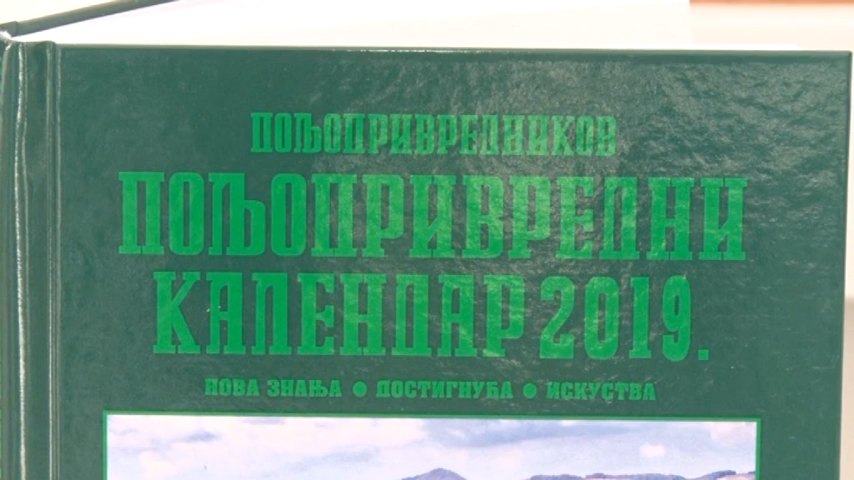 ПОЉОПРИВРЕДНИКОВ
ПОЉОПРИВРЕДНИ
КАЛЕНДАР 2019.
НОВА ЗНАЊА ● ДОСТИГНУЋА ● ИСКУСТВА